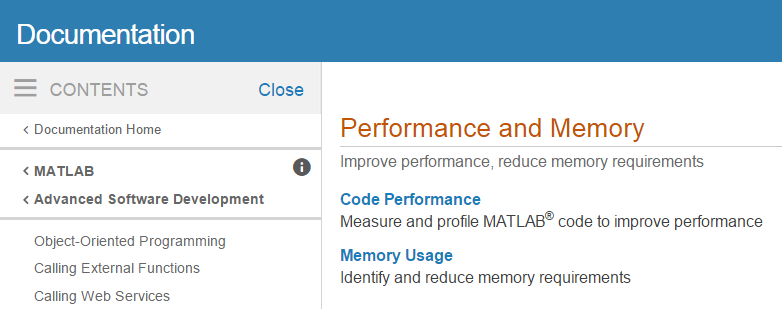 Documentation
CONTENTS
Close
< Documentation Home
< MATLAB
< Advanced Software Development
Object-Oriented Programming
Calling External Functions
Calling Web Services
Performance and Memory
Improve performance, reduce memory requirements
Code Performance
Measure and profile MATLAB® code to improve performance
Memory Usage
Identify and reduce memory requirements